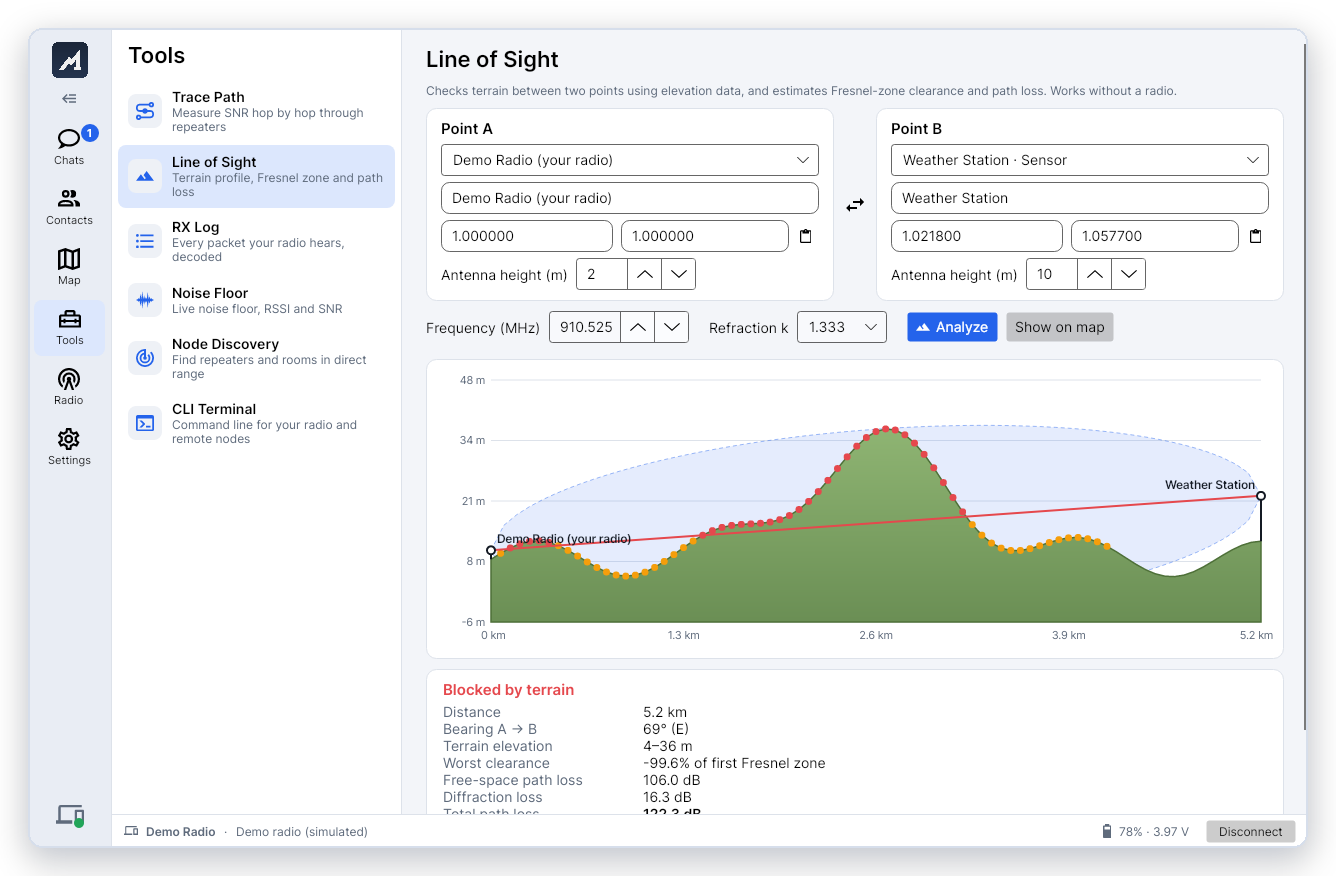 Tools
Line of Sight
Checks terrain between two points using elevation data, and estimates Fresnel-zone clearance and path loss. Works without a radio.
1
Chats
Contacts
Map
Tools
Radio
Settings
Trace Path
Measure SNR hop by hop through
repeaters
Line of Sight
Terrain profile, Fresnel zone and path
loss
RX Log
Every packet your radio hears,
decoded
Noise Floor
Live noise floor, RSSI and SNR
Node Discovery
Find repeaters and rooms in direct
range
CLI Terminal
Command line for your radio and
remote nodes
Point A
Demo Radio (your radio)
Demo Radio (your radio)
1.000000 1.000000
Antenna height (m) 2
Point B
Weather Station · Sensor
Weather Station
1.021800 1.057700
Antenna height (m) 10
Frequency (MHz) 910.525 Refraction k 1.333 Analyze Show on map
48 m
34 m
21 m
8 m
-6 m
Demo Radio (your radio)
Weather Station
0 km 1.3 km 2.6 km 3.9 km 5.2 km
Blocked by terrain
Distance 5.2 km
Bearing A → B 69° (E)
Terrain elevation 4–36 m
Worst clearance -99.6% of first Fresnel zone
Free-space path loss 106.0 dB
Diffraction loss 16.3 dB
Total path loss 122.3 dB
Demo Radio · Demo radio (simulated) 78% · 3.97 V Disconnect